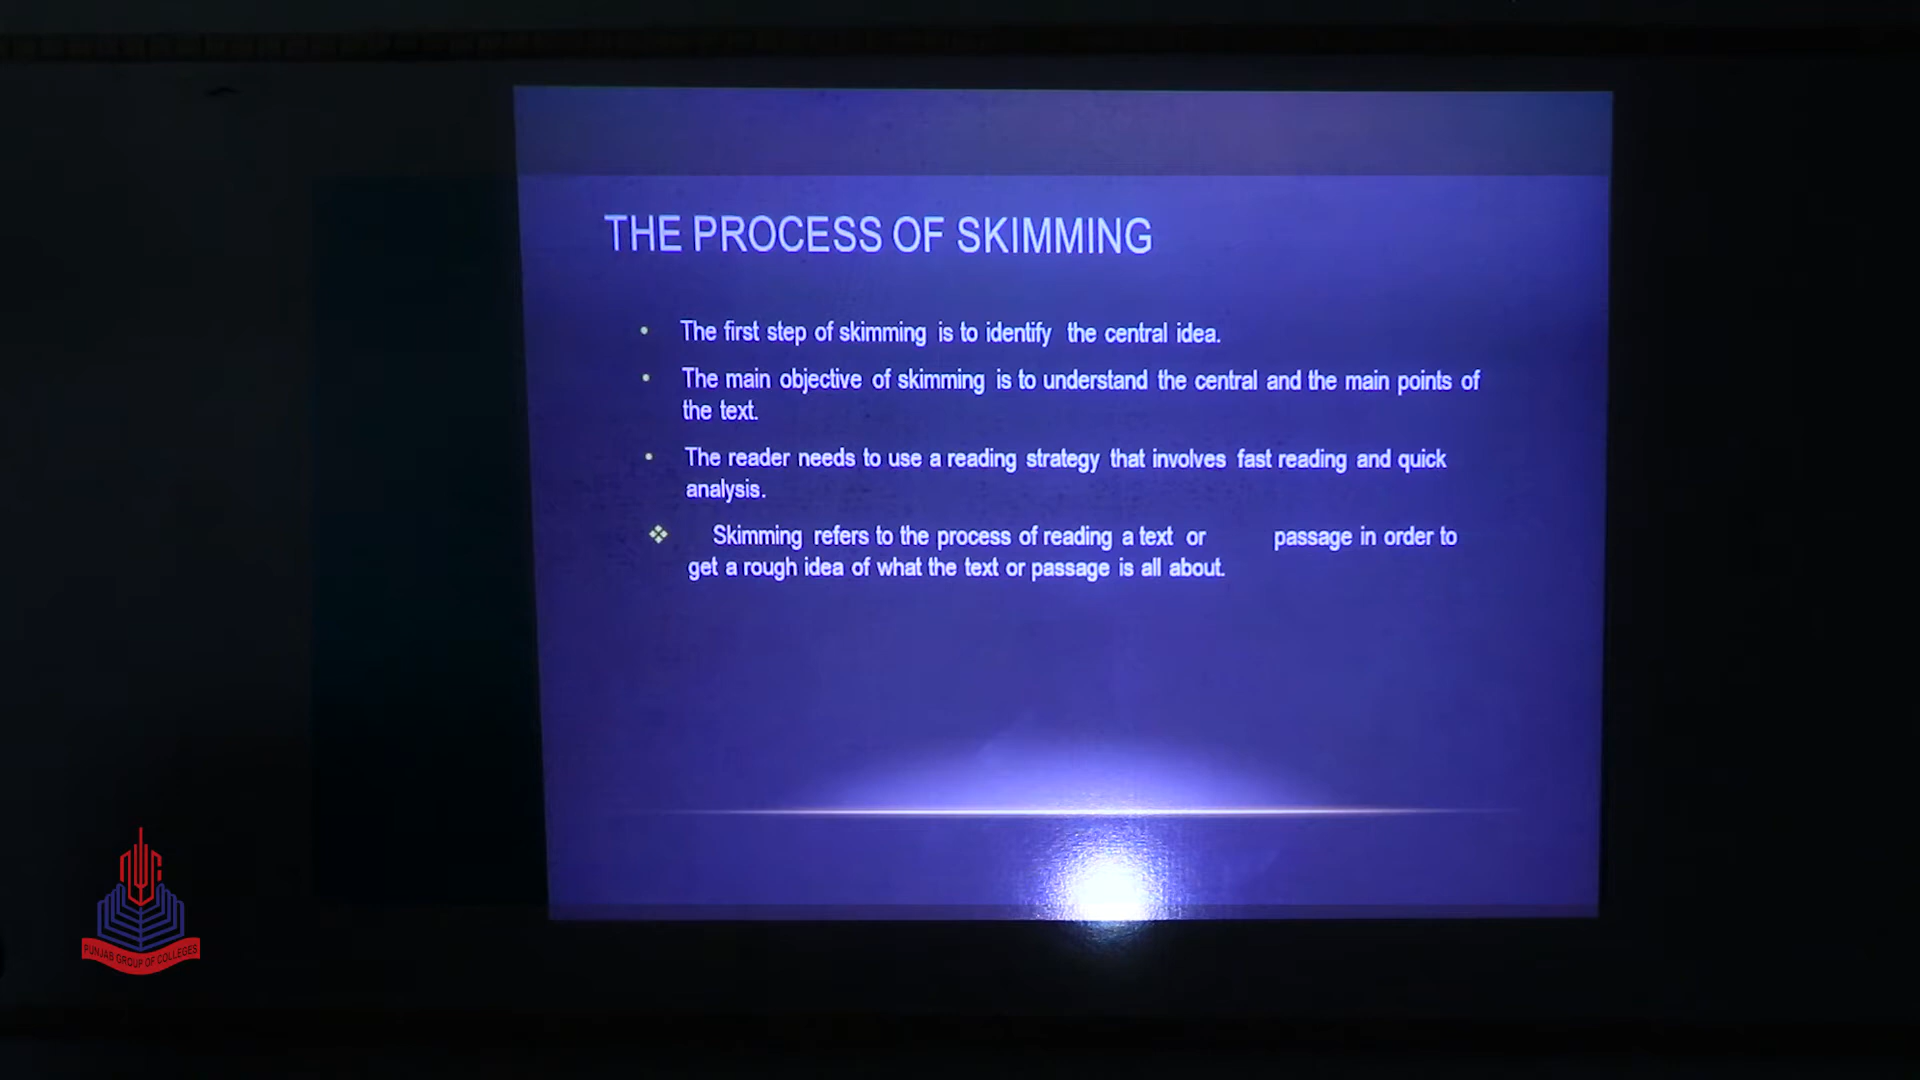 THE PROCESS OF SKIMMING
• The first step of skimming is to identify the central idea.
• The main objective of skimming is to understand the central and the main points of
the text.
• The reader needs to use a reading strategy that involves fast reading and quick
analysis.
❖ Skimming refers to the process of reading a text or passage in order to
get a rough idea of what the text or passage is all about.
PUNJAB GROUP OF COLLEGES